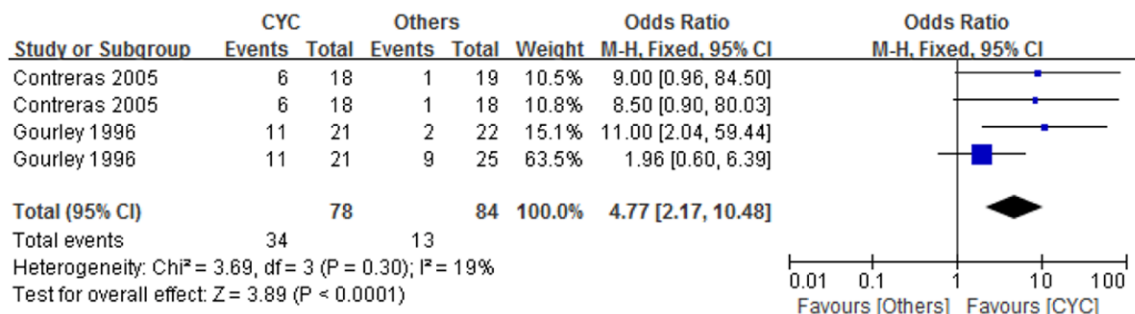 CYC Others Odds Ratio Odds Ratio
Study or Subgroup Events Total Events Total Weight M-H, Fixed, 95% CI M-H, Fixed, 95% CI
Contreras 2005 6 18 1 19 10.5% 9.00 [0.96, 84.50]
Contreras 2005 6 18 1 18 10.8% 8.50 [0.90, 80.03]
Gourley 1996 11 21 2 22 15.1% 11.00 [2.04, 59.44]
Gourley 1996 11 21 9 25 63.5% 1.96 [0.60, 6.39]
Total (95% CI) 78 84 100.0% 4.77 [2.17, 10.48]
Total events 34 13
Heterogeneity: Chi² = 3.69, df = 3 (P = 0.30); I² = 19%
Test for overall effect: Z = 3.89 (P < 0.0001)
0.01 0.1 1 10 100
Favours [Others] Favours [CYC]